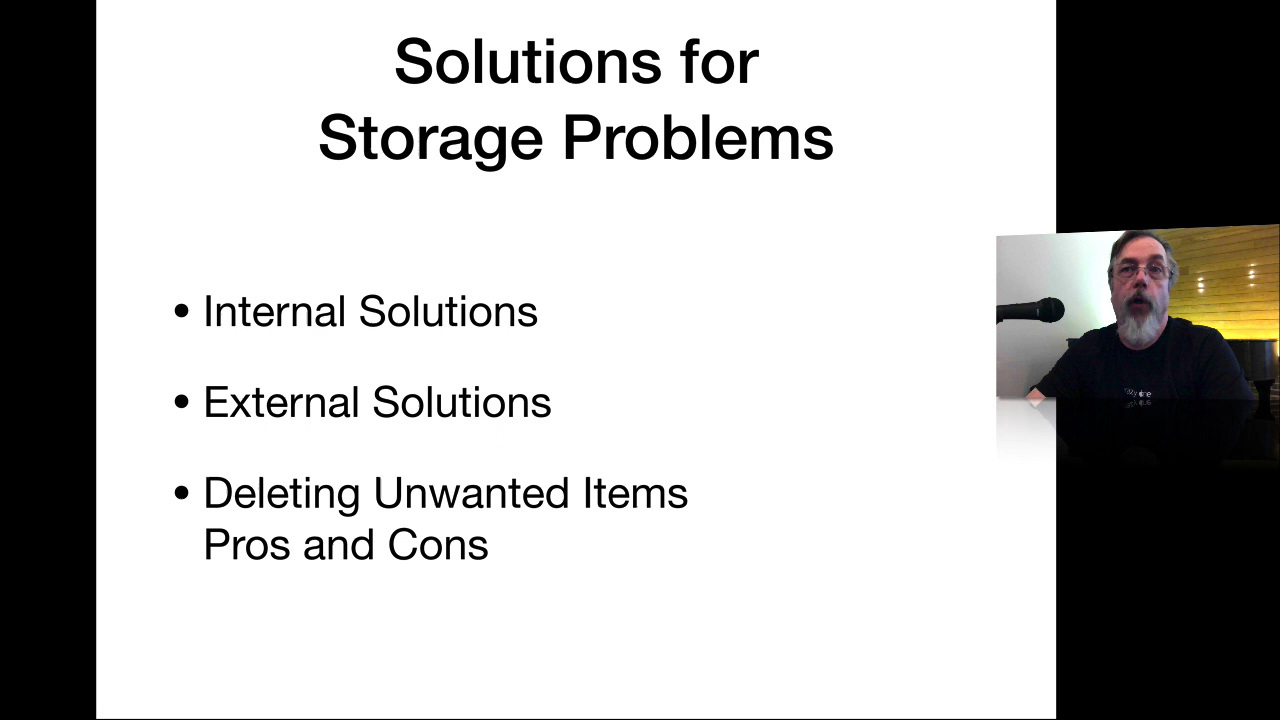 Solutions for
Storage Problems
• Internal Solutions
• External Solutions
• Deleting Unwanted Items
Pros and Cons